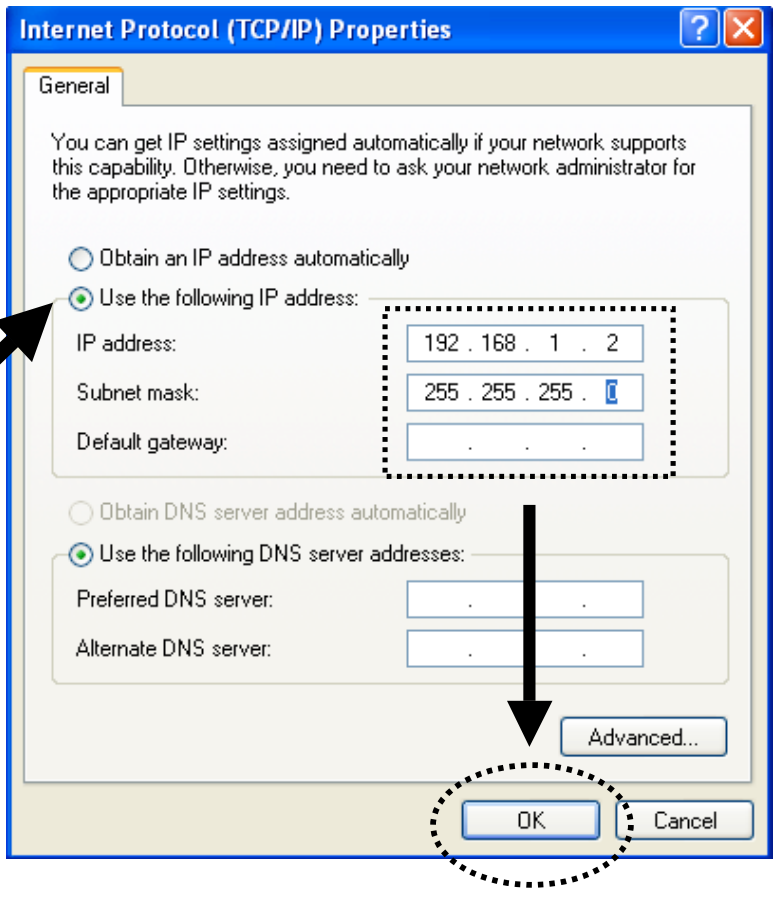 Internet Protocol (TCP/IP) Properties
General
You can get IP settings assigned automatically if your network supports
this capability. Otherwise, you need to ask your network administrator for
the appropriate IP settings.
Obtain an IP address automatically
Use the following IP address:
IP address: 192 . 168 . 1 . 2
Subnet mask: 255 . 255 . 255 . 0
Default gateway: . . .
Obtain DNS server address automatically
Use the following DNS server addresses:
Preferred DNS server: . .
Alternate DNS server: . .
Advanced...
OK Cancel